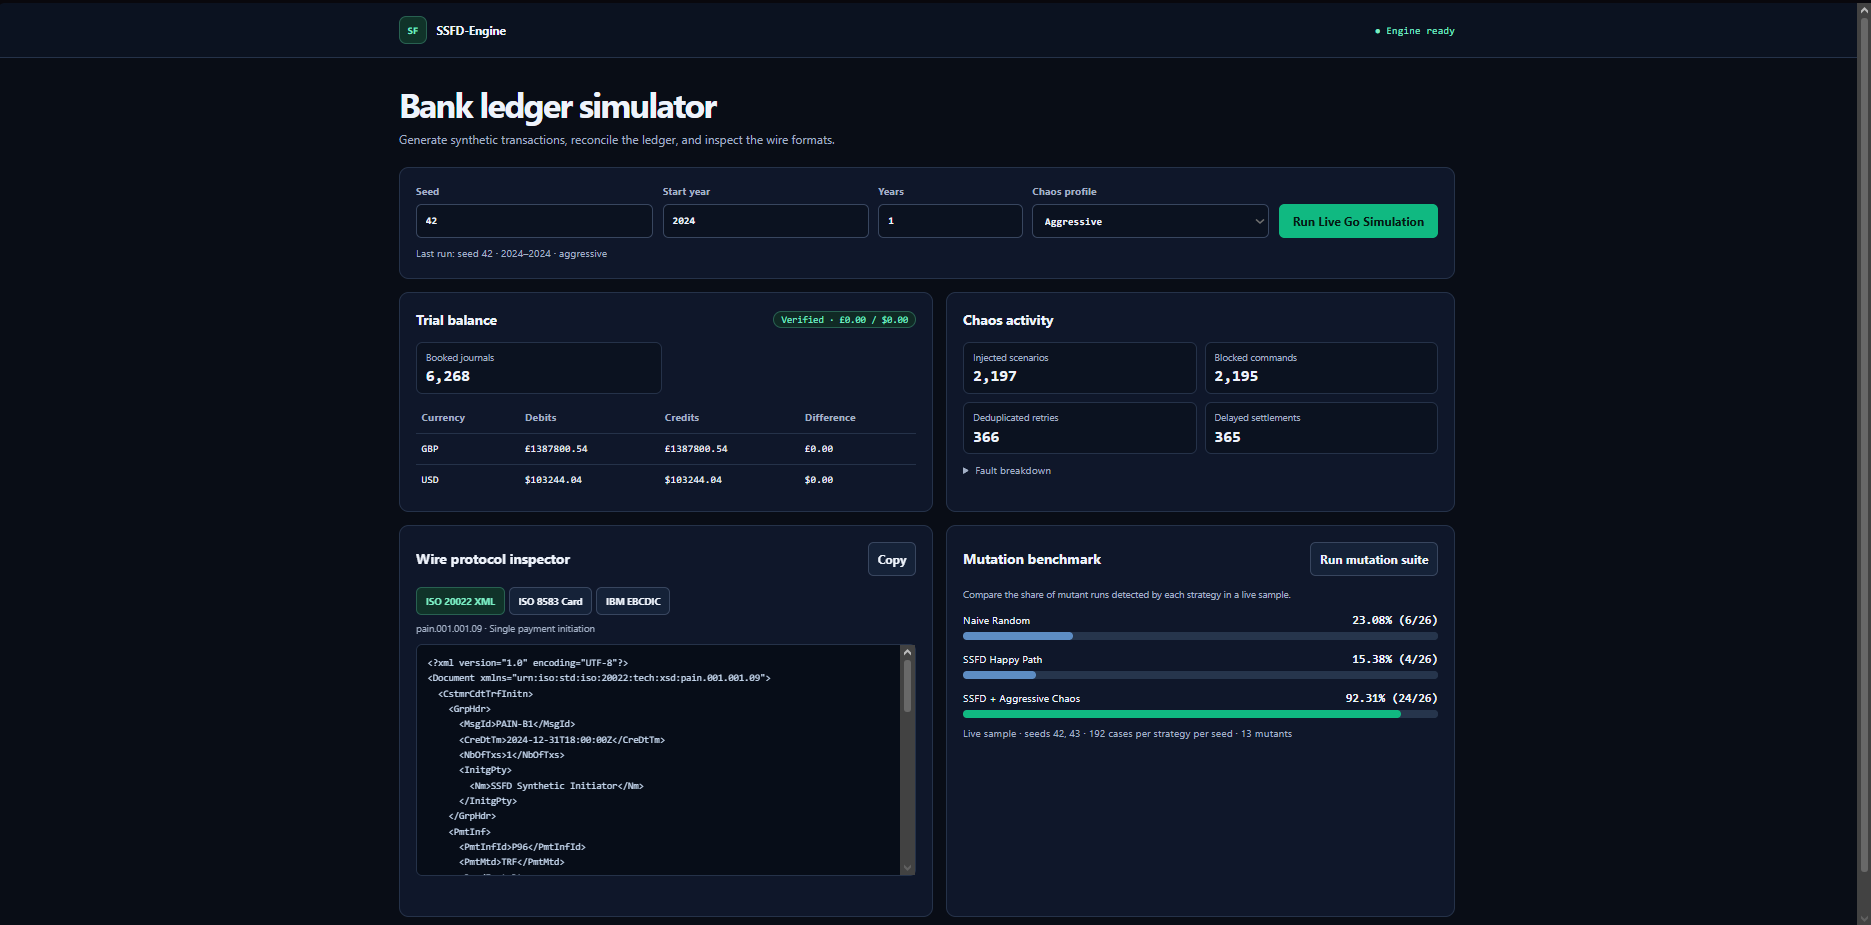 SF SSFD-Engine
● Engine ready
Bank ledger simulator
Generate synthetic transactions, reconcile the ledger, and inspect the wire formats.
Seed Start year Years Chaos profile
42 2024 1 Aggressive Run Live Go Simulation
Last run: seed 42 · 2024–2024 · aggressive
Trial balance Verified · £0.00 / $0.00
Booked journals
6,268
Currency Debits Credits Difference
GBP £1387800.54 £1387800.54 £0.00
USD $103244.04 $103244.04 $0.00
Chaos activity
Injected scenarios Blocked commands
2,197 2,195
Deduplicated retries Delayed settlements
366 365
Fault breakdown
Wire protocol inspector Copy
ISO 20022 XML ISO 8583 Card IBM EBCDIC
pain.001.001.09 · Single payment initiation
<?xml version="1.0" encoding="UTF-8"?>
<Document xmlns="urn:iso:std:iso:20022:tech:xsd:pain.001.001.09">
<CstmrCdtTrfInitn>
<GrpHdr>
<MsgId>PAIN-B1</MsgId>
<CreDtTm>2024-12-31T18:00:00Z</CreDtTm>
<NbOfTxs>1</NbOfTxs>
<InitgPty>
<Nm>SSFD Synthetic Initiator</Nm>
</InitgPty>
</GrpHdr>
<PmtInf>
<PmtInfId>P96</PmtInfId>
<PmtMtd>TRF</PmtMtd>
Mutation benchmark Run mutation suite
Compare the share of mutant runs detected by each strategy in a live sample.
Naive Random 23.08% (6/26)
SSFD Happy Path 15.38% (4/26)
SSFD + Aggressive Chaos 92.31% (24/26)
Live sample · seeds 42, 43 · 192 cases per strategy per seed · 13 mutants